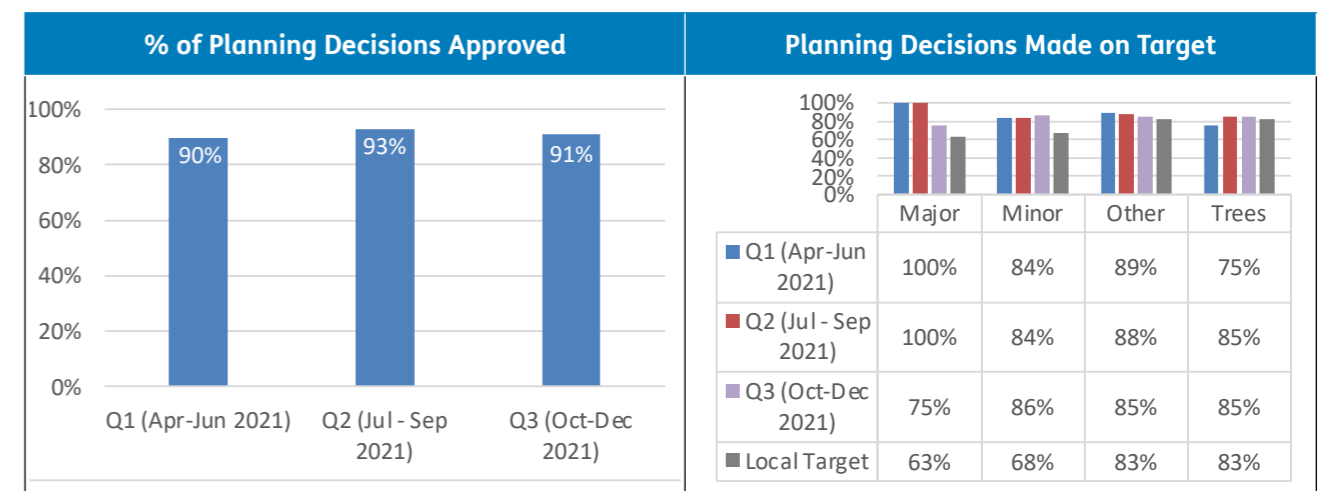 % of Planning Decisions Approved
100%
80%
60%
40%
20%
0%
90%
93%
91%
Q1 (Apr-Jun 2021)
Q2 (Jul - Sep
2021)
Q3 (Oct-Dec
2021)
Planning Decisions Made on Target
100%
80%
60%
40%
20%
0%
Major Minor Other Trees
Q1 (Apr-Jun
2021)
100% 84% 89% 75%
Q2 (Jul - Sep
2021)
100% 84% 88% 85%
Q3 (Oct-Dec
2021)
75% 86% 85% 85%
Local Target 63% 68% 83% 83%